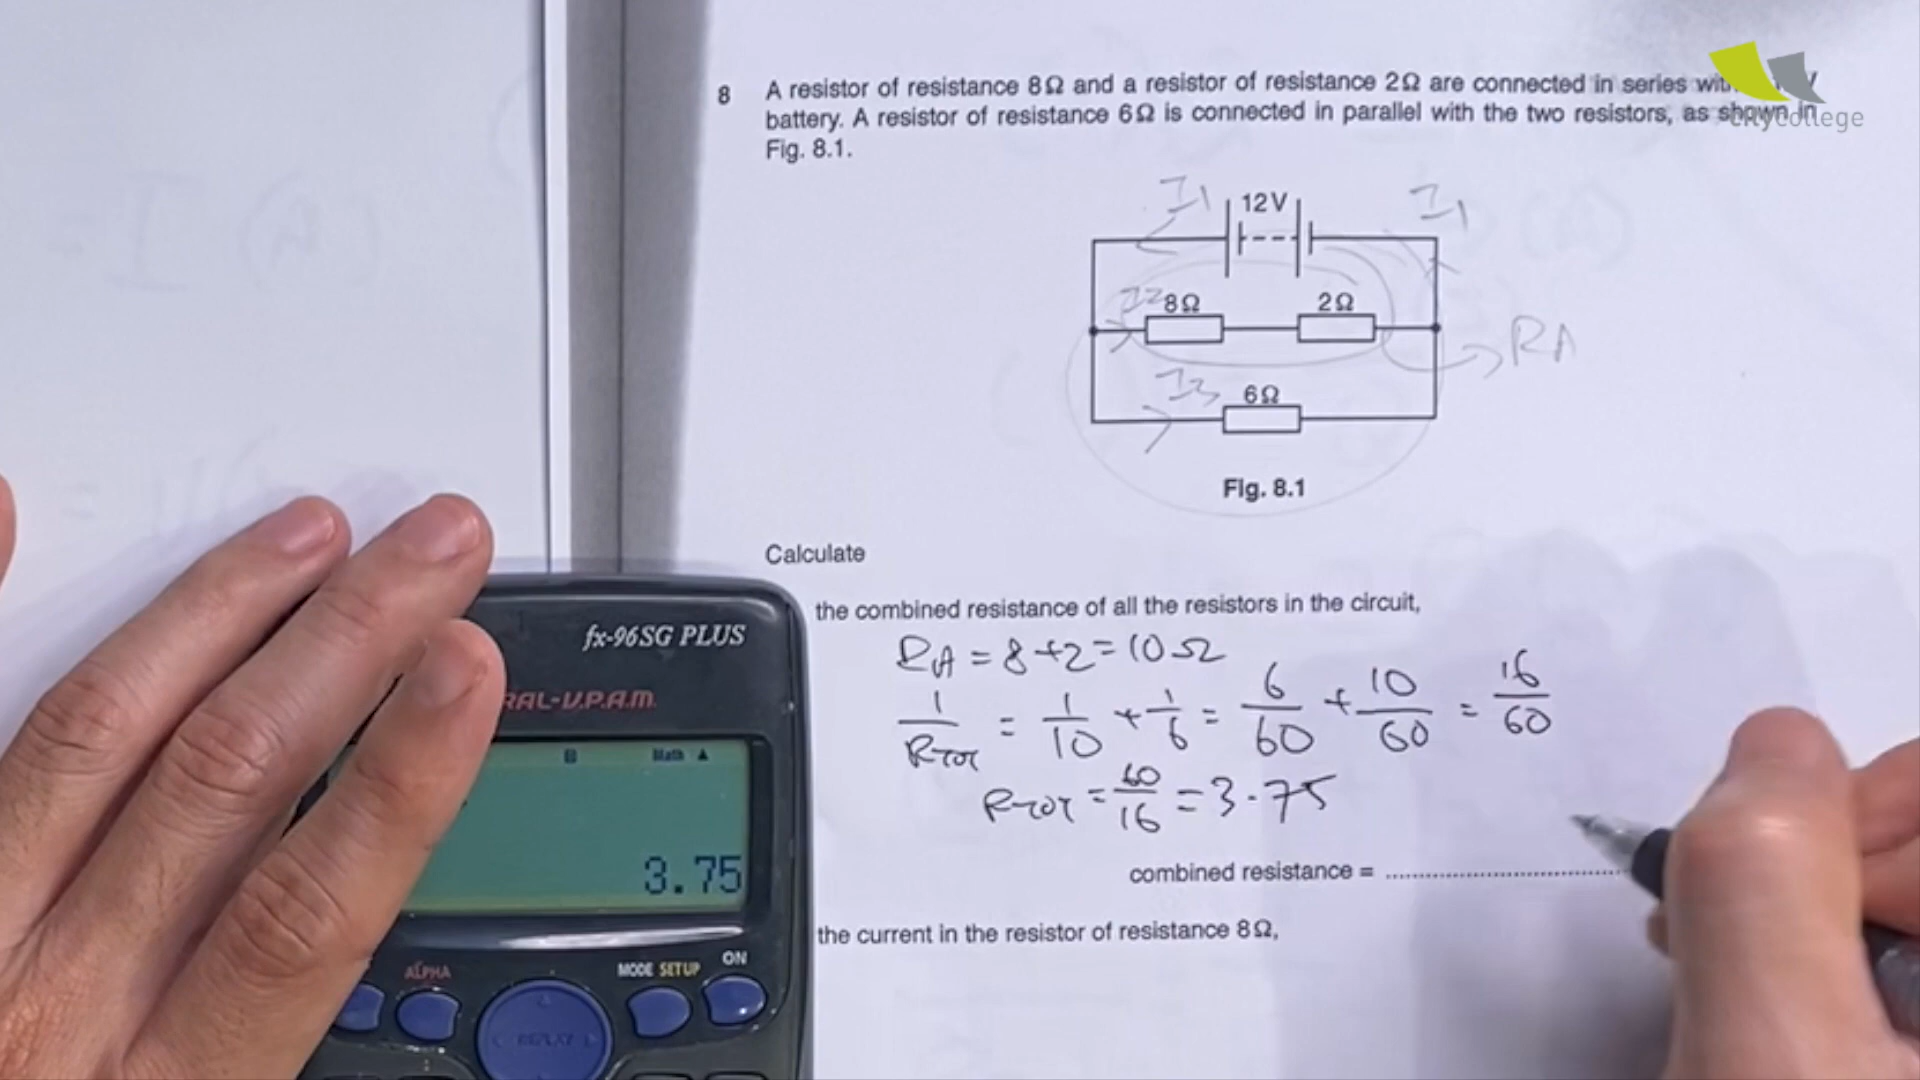 8 A resistor of resistance 8Ω and a resistor of resistance 2Ω are connected in series
battery. A resistor of resistance 6Ω is connected in parallel with the two resistors, as shown in
Fig. 8.1.
citycollege
I1 12V I1
I2 8Ω 2Ω
RA
I3 6Ω
Fig. 8.1
Calculate
the combined resistance of all the resistors in the circuit,
RA = 8+2 = 10Ω
1/RTOT = 1/10 + 1/6 = 6/60 + 10/60 = 16/60
RTOT = 60/16 = 3.75
combined resistance = ........................
the current in the resistor of resistance 8Ω,
fx-96SG PLUS
RAL-V.P.A.M.
Math ▲
3.75
ALPHA MODE SETUP ON
REPLAY